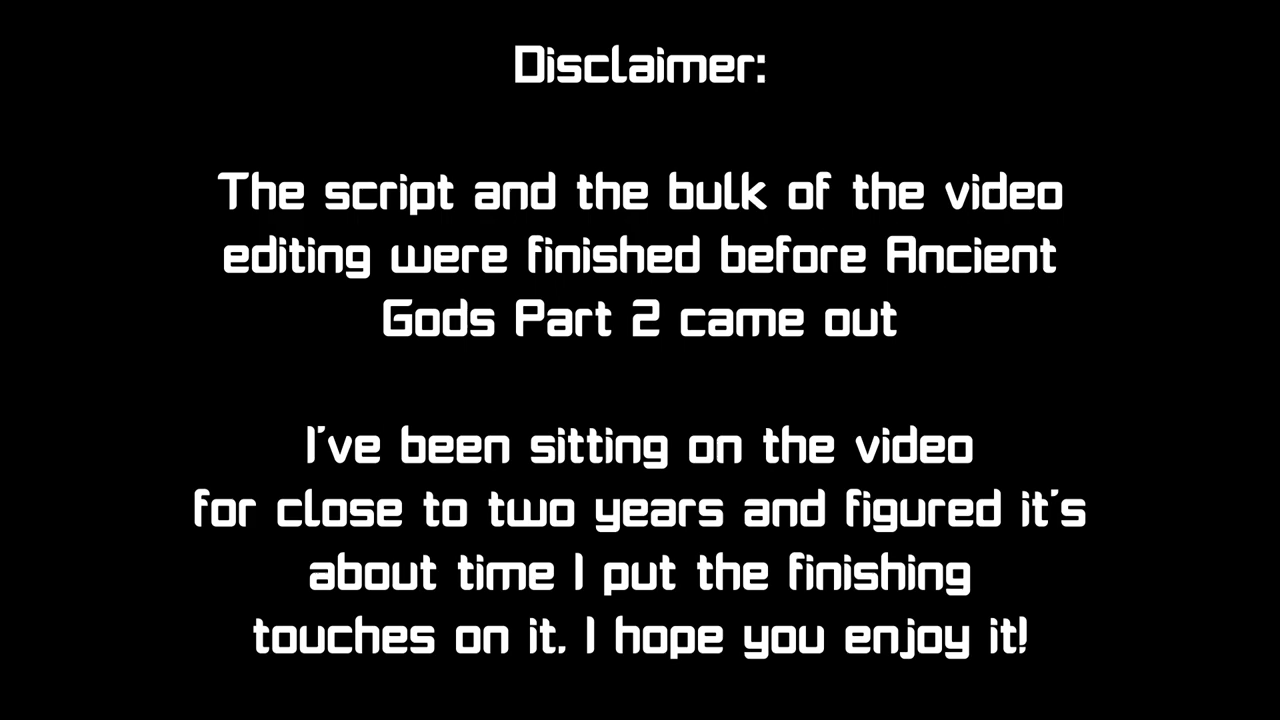 Disclaimer:
The script and the bulk of the video
editing were finished before Ancient
Gods Part 2 came out
I've been sitting on the video
for close to two years and figured it's
about time I put the finishing
touches on it. I hope you enjoy it!